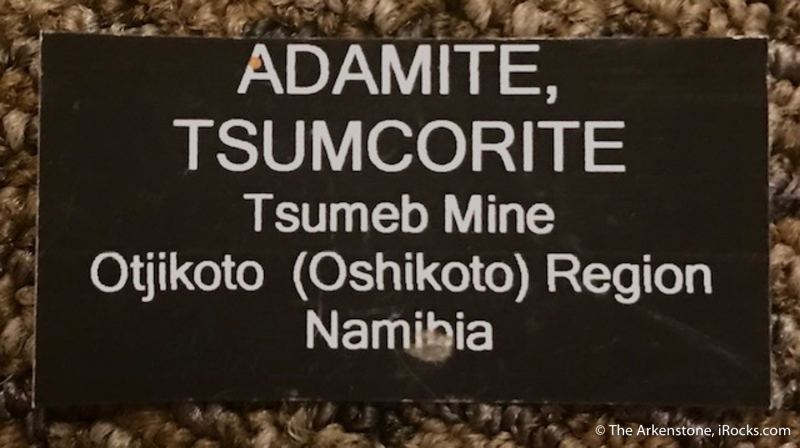 ADAMITE,
TSUMCORITE
Tsumeb Mine
Otjikoto (Oshikoto) Region
Namibia
© The Arkenstone, iRocks.com